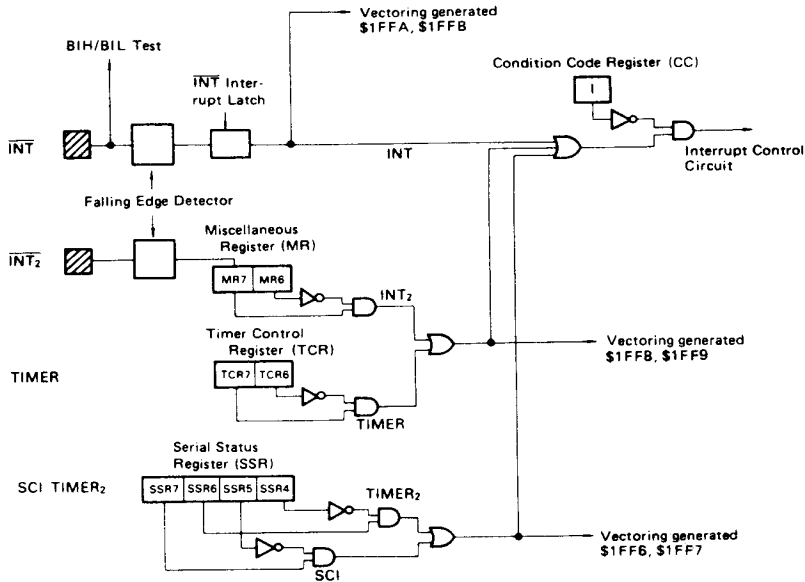 Vectoring generated
$1FFA, $1FFB
BIH/BIL Test
INT Inter-
rupt Latch
Condition Code Register (CC)
I
INT
INT
Interrupt Control
Circuit
Falling Edge Detector
Miscellaneous
Register (MR)
INT₂
MR7 MR6
INT₂
Timer Control
Register (TCR)
Vectoring generated
$1FF8, $1FF9
TIMER
TCR7 TCR6
TIMER
Serial Status
Register (SSR)
SCI TIMER₂
SSR7 SSR6 SSR5 SSR4
TIMER₂
Vectoring generated
$1FF6, $1FF7
SCI